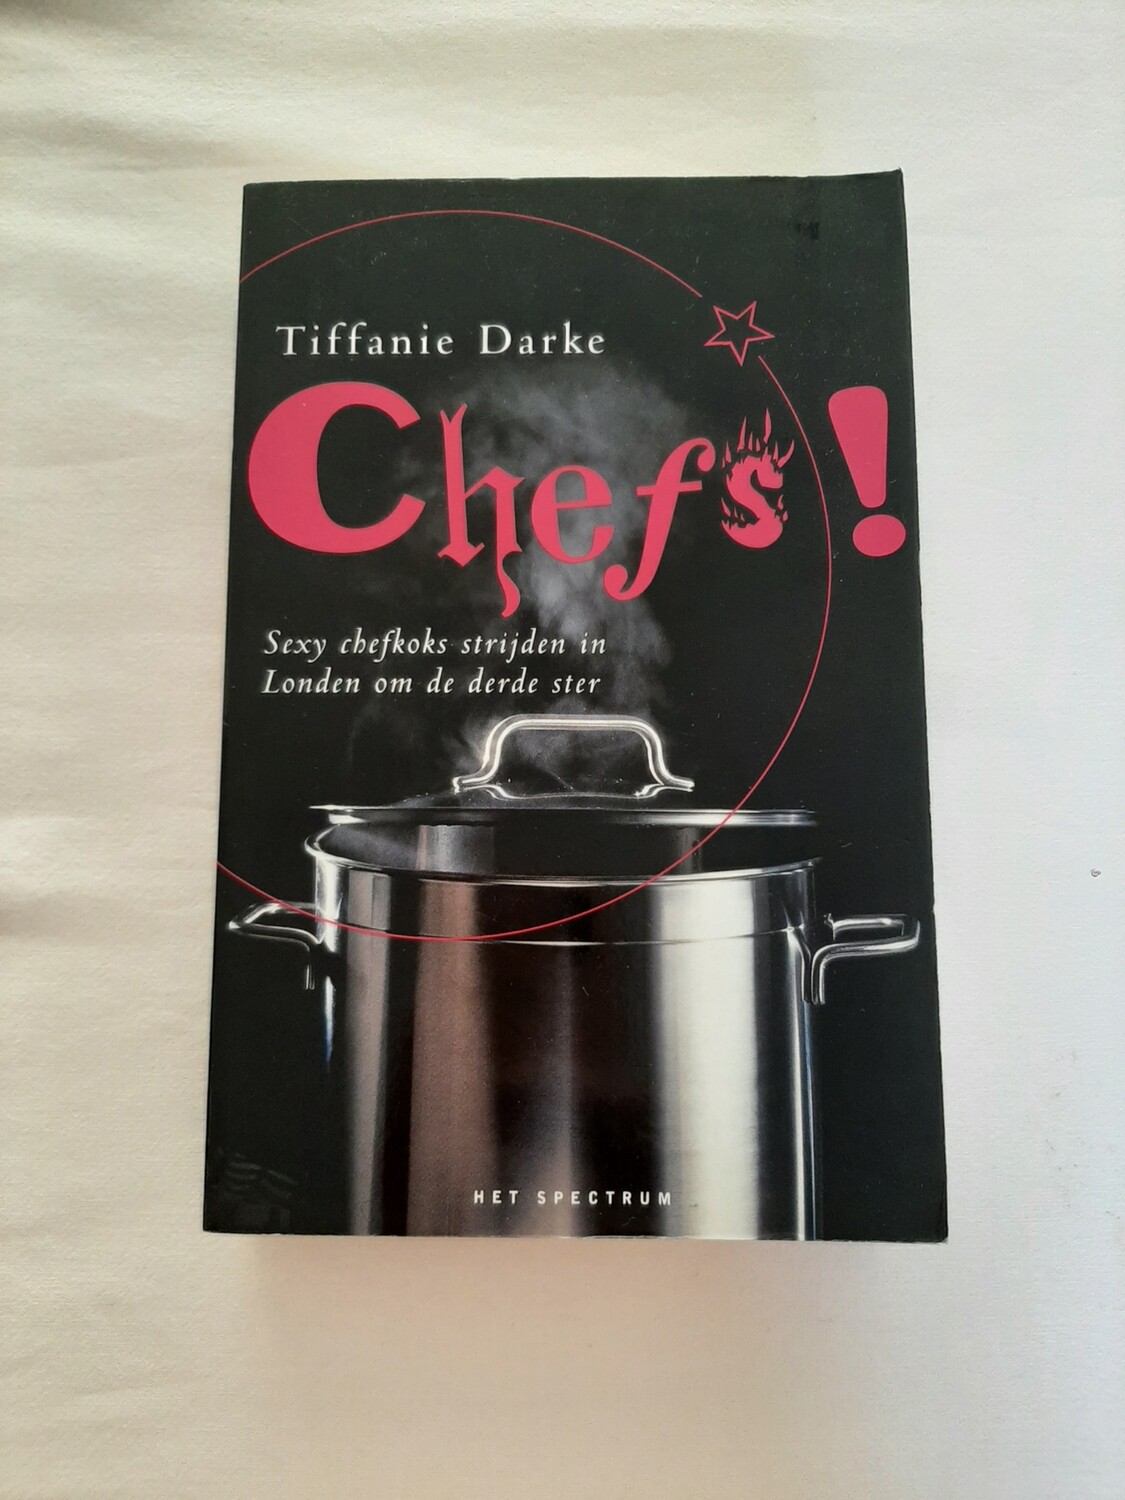 Tiffanie Darke
Chefs!
Sexy chefkoks strijden in
Londen om de derde ster
HET SPECTRUM